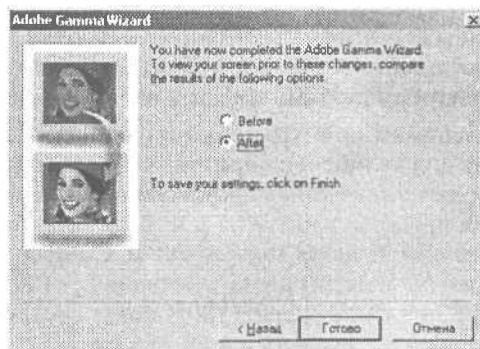 Adobe Gamma Wizard
You have now completed the Adobe Gamma Wizard.
To view your screen prior to these changes, compare
the results of the following options.
Before
After
To save your settings, click on Finish
< Назад
Готово
Отмена